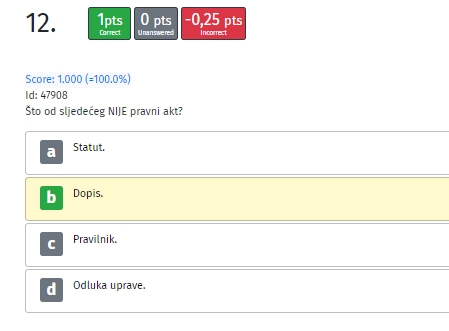 12.
1pts
Correct
0 pts
Unanswered
-0,25 pts
Incorrect
Score: 1.000 (=100.0%)
Id: 47908
Što od sljedećeg NIJE pravni akt?
a Statut.
b Dopis.
c Pravilnik.
d Odluka uprave.